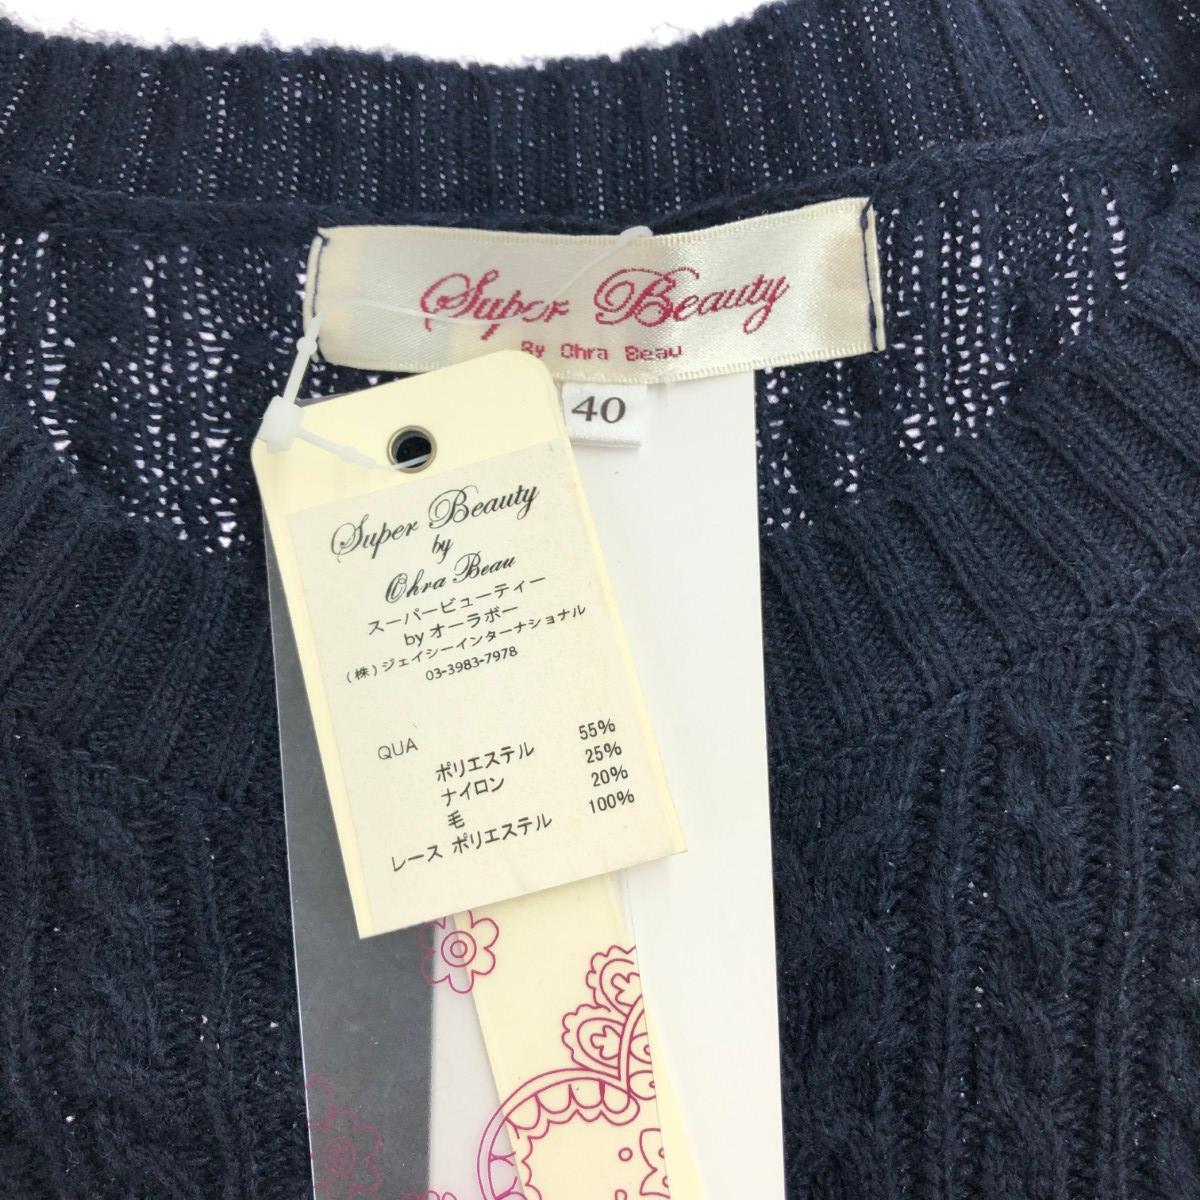 Super Beauty
By Ohra Beau
40
Super Beauty
by
Ohra Beau
スーパービューティー
by オーラボー
(株)ジェイシーインターナショナル
03-3983-7978
QUA
ポリエステル 55%
ナイロン 25%
毛 20%
レース ポリエステル 100%